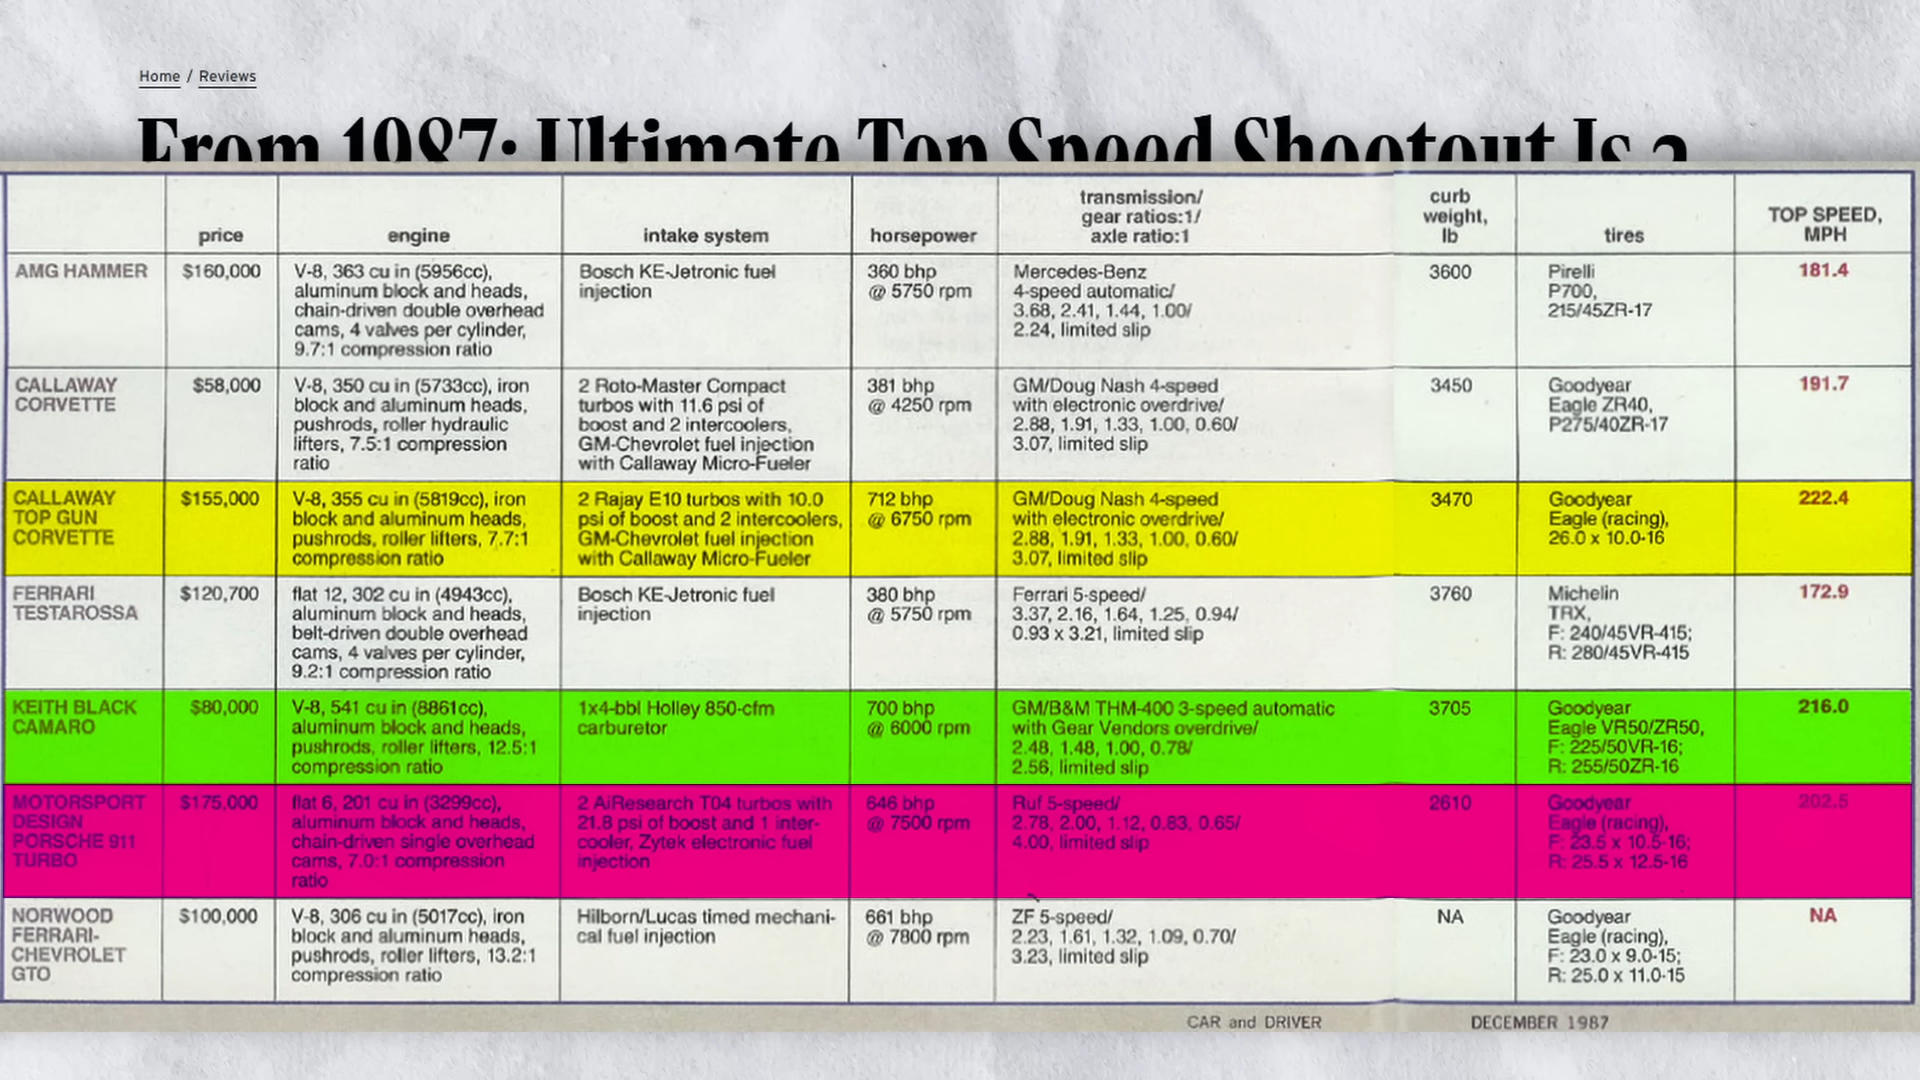 Home / Reviews
From 1987: Ultimate Top Speed Shootout Is a
price
engine
intake system
horsepower
transmission/
gear ratios:1/
axle ratio:1
curb
weight,
lb
tires
TOP SPEED,
MPH
AMG HAMMER
$160,000
V-8, 363 cu in (5956cc),
aluminum block and heads,
chain-driven double overhead
cams, 4 valves per cylinder,
9.7:1 compression ratio
Bosch KE-Jetronic fuel
injection
360 bhp
@ 5750 rpm
Mercedes-Benz
4-speed automatic/
3.68, 2.41, 1.44, 1.00/
2.24, limited slip
3600
Pirelli
P700,
215/45ZR-17
181.4
CALLAWAY
CORVETTE
$58,000
V-8, 350 cu in (5733cc), iron
block and aluminum heads,
pushrods, roller hydraulic
lifters, 7.5:1 compression
ratio
2 Roto-Master Compact
turbos with 11.6 psi of
boost and 2 intercoolers,
GM-Chevrolet fuel injection
with Callaway Micro-Fueler
381 bhp
@ 4250 rpm
GM/Doug Nash 4-speed
with electronic overdrive/
2.88, 1.91, 1.33, 1.00, 0.60/
3.07, limited slip
3450
Goodyear
Eagle ZR40,
P275/40ZR-17
191.7
CALLAWAY
TOP GUN
CORVETTE
$155,000
V-8, 355 cu in (5819cc), iron
block and aluminum heads,
pushrods, roller lifters, 7.7:1
compression ratio
2 Rajay E10 turbos with 10.0
psi of boost and 2 intercoolers,
GM-Chevrolet fuel injection
with Callaway Micro-Fueler
712 bhp
@ 6750 rpm
GM/Doug Nash 4-speed
with electronic overdrive/
2.88, 1.91, 1.33, 1.00, 0.60/
3.07, limited slip
3470
Goodyear
Eagle (racing),
26.0 x 10.0-16
222.4
FERRARI
TESTAROSSA
$120,700
flat 12, 302 cu in (4943cc),
aluminum block and heads,
belt-driven double overhead
cams, 4 valves per cylinder,
9.2:1 compression ratio
Bosch KE-Jetronic fuel
injection
380 bhp
@ 5750 rpm
Ferrari 5-speed/
3.37, 2.16, 1.64, 1.25, 0.94/
0.93 x 3.21, limited slip
3760
Michelin
TRX,
F: 240/45VR-415;
R: 280/45VR-415
172.9
KEITH BLACK
CAMARO
$80,000
V-8, 541 cu in (8861cc),
aluminum block and heads,
pushrods, roller lifters, 12.5:1
compression ratio
1x4-bbl Holley 850-cfm
carburetor
700 bhp
@ 6000 rpm
GM/B&M THM-400 3-speed automatic
with Gear Vendors overdrive/
2.48, 1.48, 1.00, 0.78/
2.56, limited slip
3705
Goodyear
Eagle VR50/ZR50,
F: 225/50VR-16;
R: 255/50ZR-16
216.0
MOTORSPORT
DESIGN
PORSCHE 911
TURBO
$175,000
flat 6, 201 cu in (3299cc),
aluminum block and heads,
chain-driven single overhead
cams, 7.0:1 compression
ratio
2 AiResearch T04 turbos with
21.8 psi of boost and 1 inter-
cooler, Zytek electronic fuel
injection
646 bhp
@ 7500 rpm
Ruf 5-speed/
2.78, 2.00, 1.12, 0.83, 0.65/
4.00, limited slip
2610
Goodyear
Eagle (racing),
F: 23.5 x 10.5-16;
R: 25.5 x 12.5-16
202.5
NORWOOD
FERRARI-
CHEVROLET
GTO
$100,000
V-8, 306 cu in (5017cc), iron
block and aluminum heads,
pushrods, roller lifters, 13.2:1
compression ratio
Hilborn/Lucas timed mechani-
cal fuel injection
661 bhp
@ 7800 rpm
ZF 5-speed/
2.23, 1.61, 1.32, 1.09, 0.70/
3.23, limited slip
NA
Goodyear
Eagle (racing),
F: 23.0 x 9.0-15;
R: 25.0 x 11.0-15
NA
CAR and DRIVER
DECEMBER 1987